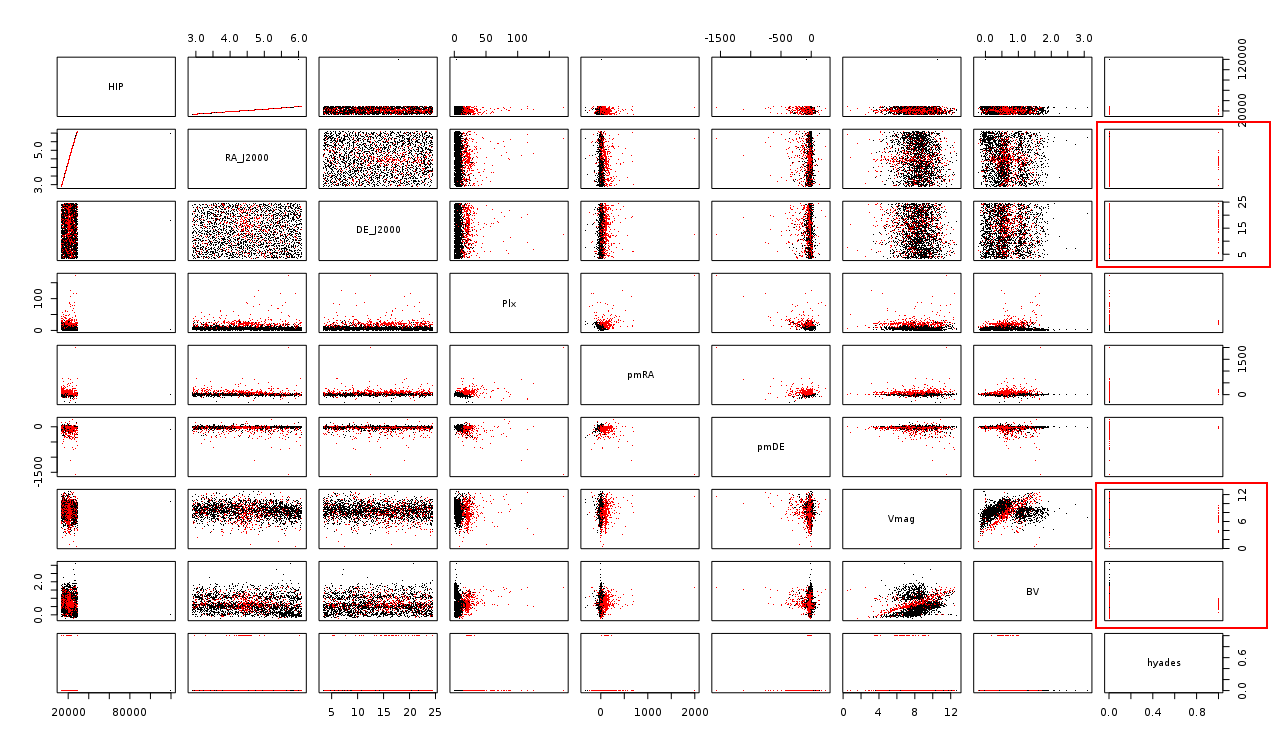 3.0 4.0 5.0 6.0 0 50 100 -1500 -500 0 0.0 1.0 2.0 3.0
HIP
20000 120000
3.0 5.0
RA_J2000
DE_J2000
5 15 25
0 100
Plx
pmRA
0 1500
-1500 0
pmDE
Vmag
0 6 12
0.0 2.0
BV
hyades
0.0 0.6
20000 80000 5 10 15 20 25 0 1000 2000 0 4 8 12 0.0 0.4 0.8